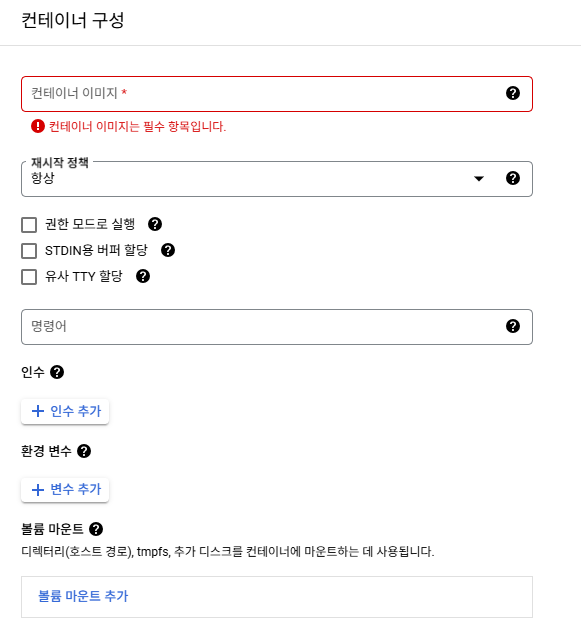 컨테이너 구성
컨테이너 이미지 *
컨테이너 이미지는 필수 항목입니다.
재시작 정책
항상
권한 모드로 실행
STDIN용 버퍼 할당
유사 TTY 할당
명령어
인수
+ 인수 추가
환경 변수
+ 변수 추가
볼륨 마운트
디렉터리(호스트 경로), tmpfs, 추가 디스크를 컨테이너에 마운트하는 데 사용됩니다.
볼륨 마운트 추가